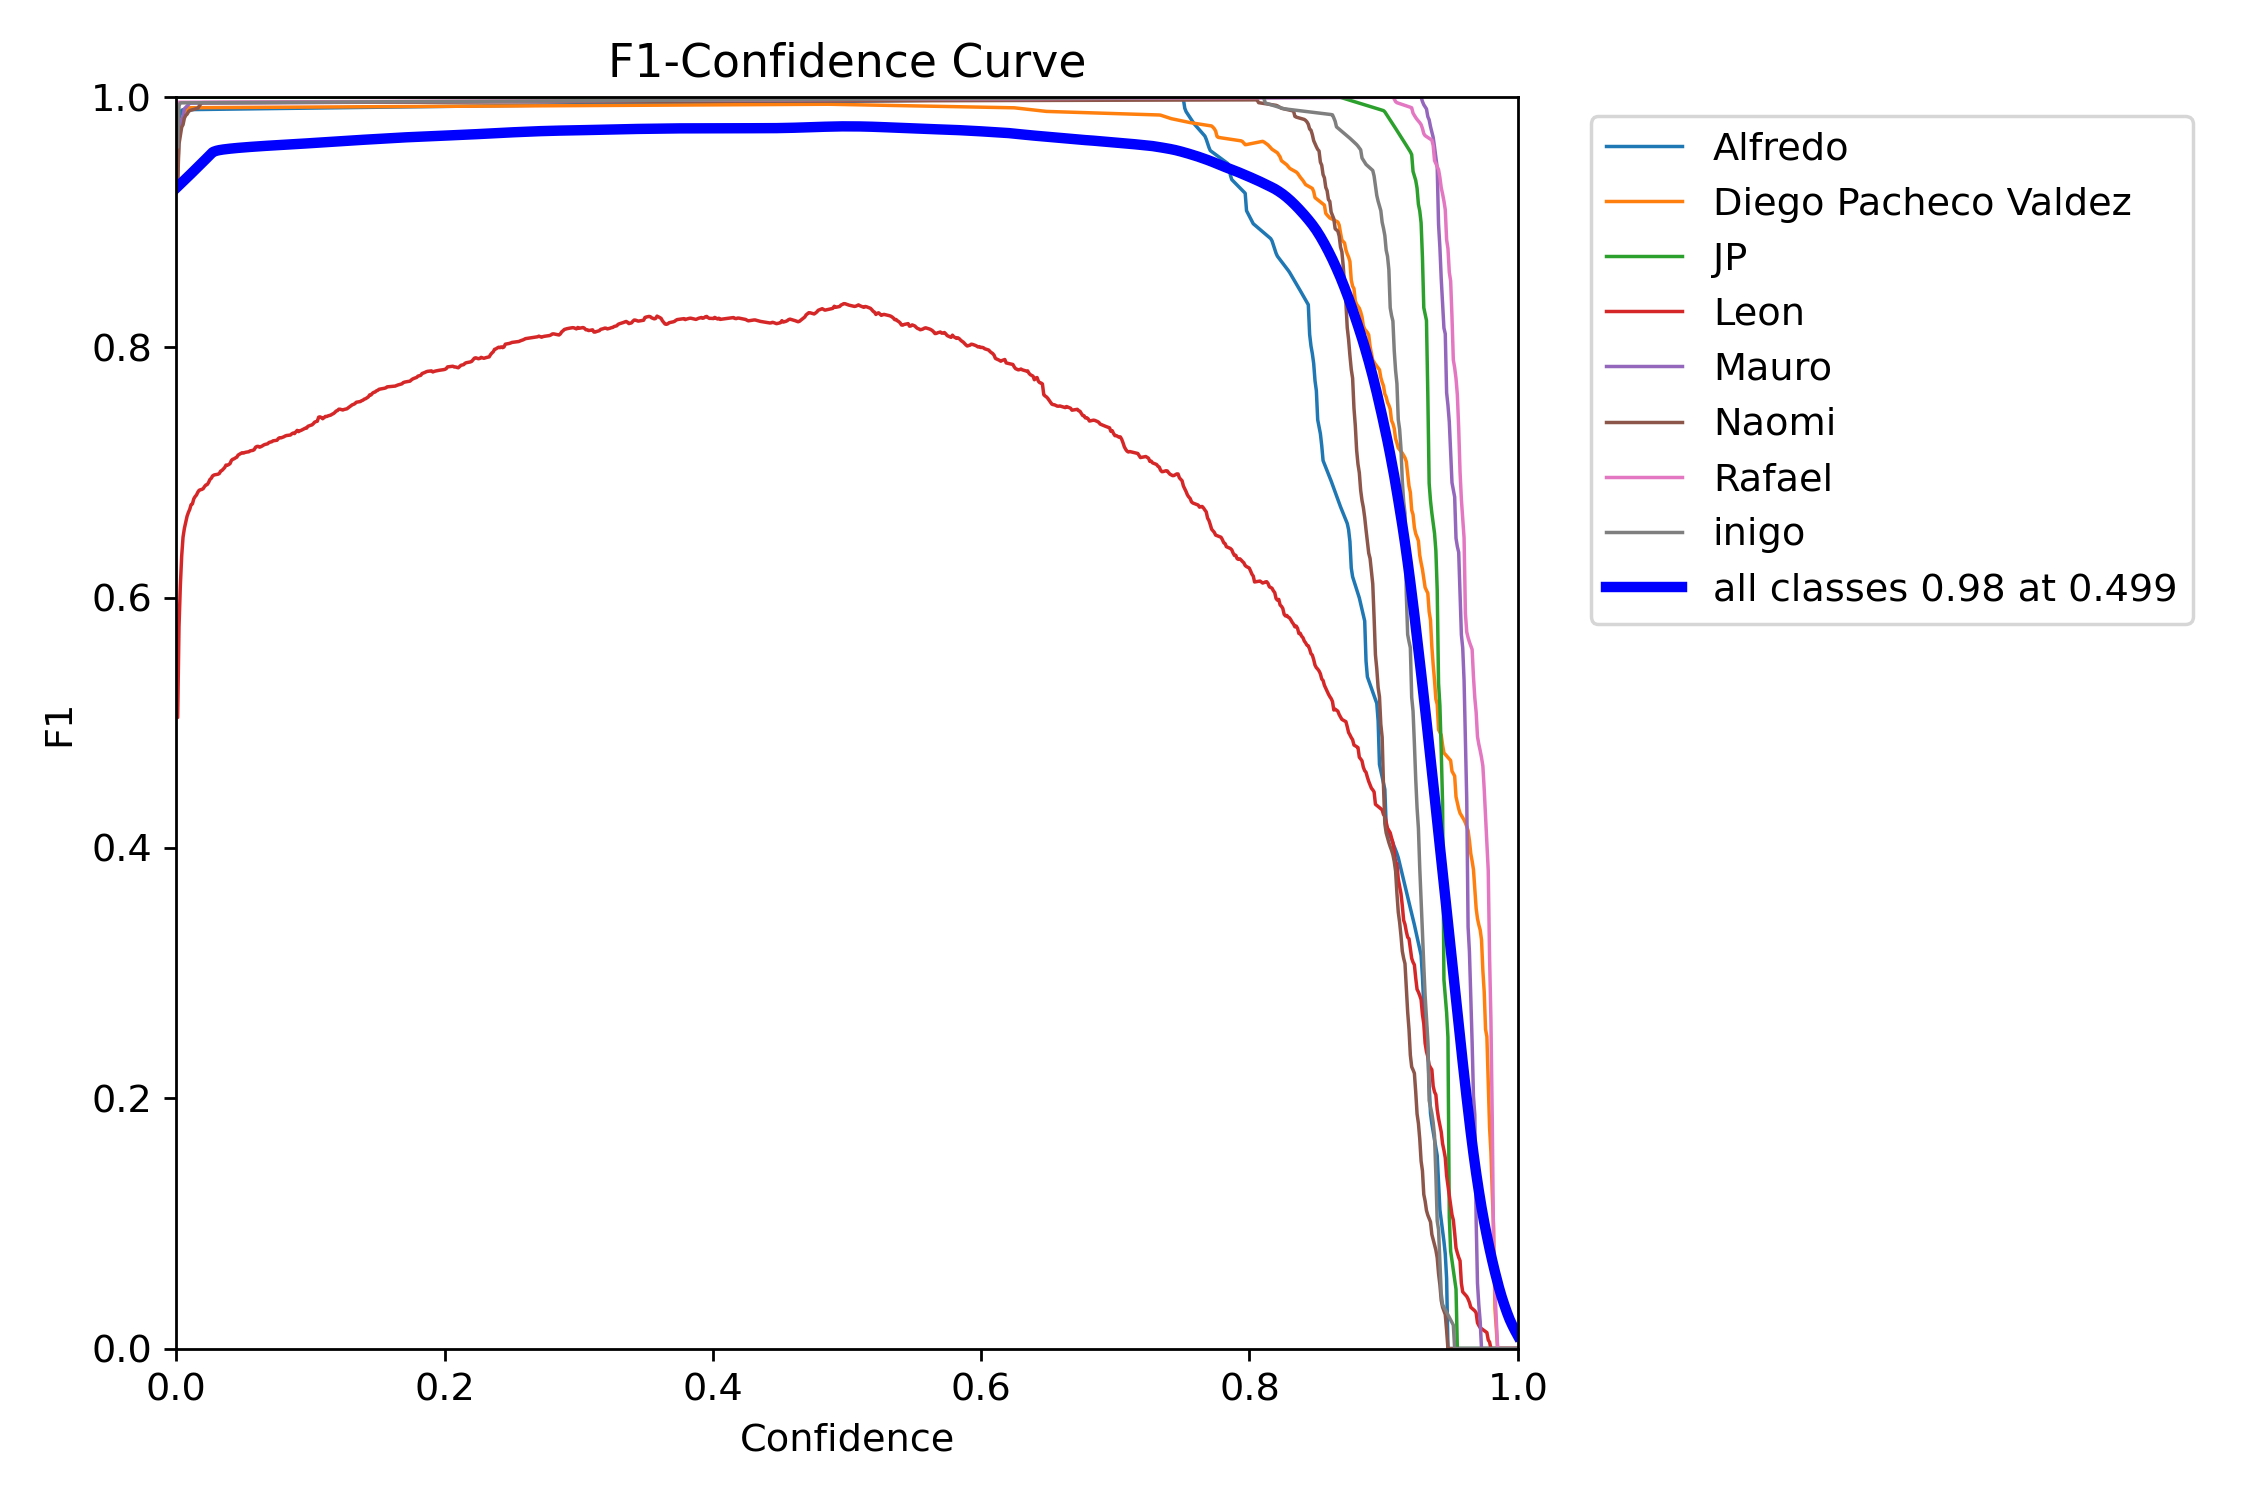 F1-Confidence Curve
1.0
0.8
0.6
0.4
0.2
0.0
F1
0.0 0.2 0.4 0.6 0.8 1.0
Confidence
Alfredo
Diego Pacheco Valdez
JP
Leon
Mauro
Naomi
Rafael
inigo
all classes 0.98 at 0.499